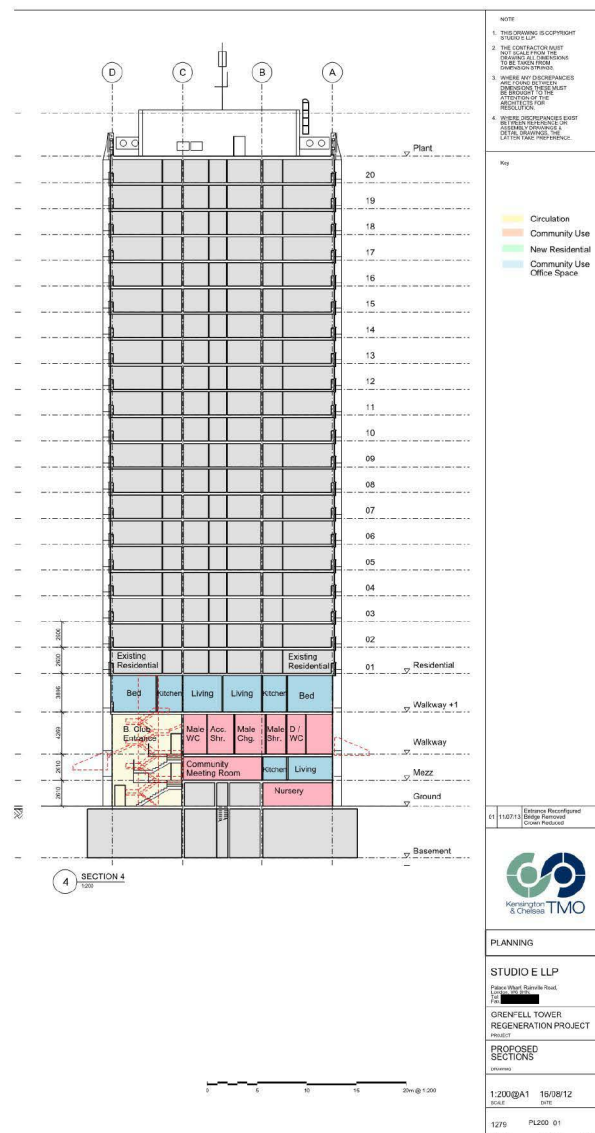 NOTE
1. THIS DRAWING IS COPYRIGHT
STUDIO E LLP
2. THE CONTRACTOR MUST
NOT SCALE FROM THE
DRAWING. ALL DIMENSIONS
TO BE TAKEN FROM
DIMENSION STRINGS.
3. WHERE ANY DISCREPANCIES
ARE FOUND BETWEEN
DIMENSIONS THESE MUST
BE BROUGHT TO THE
ATTENTION OF THE
ARCHITECTS FOR
RESOLUTION.
4. WHERE DISCREPANCIES EXIST
BETWEEN REFERENCE OR
ASSEMBLY DRAWINGS &
DETAIL DRAWINGS, THE
LATTER TAKE PREFERENCE.
Key
Circulation
Community Use
New Residential
Community Use
Office Space
D C B A
Plant
20
19
18
17
16
15
14
13
12
11
10
09
08
07
06
05
04
03
02
Existing
Residential
Existing
Residential
01 Residential
Bed Kitchen Living Living Kitchen Bed
Walkway +1
B. Club
Entrance
Male
WC
Acc.
Shr.
Male
Chg.
Male
Shr.
D /
WC
Walkway
Community
Meeting Room
Kitchen Living
Mezz
Nursery
Ground
Basement
2600
3895
2610
2610
4 SECTION 4
1:200
0 5 10 15 20m @ 1:200
01 11/07/13 Entrance Reconfigured
Bridge Removed
Crown Reduced
Kensington
& Chelsea TMO
PLANNING
STUDIO E LLP
Palace Wharf, Rainville Road,
London, W6 9HN,
Tel
Fax
GRENFELL TOWER
REGENERATION PROJECT
PROJECT
PROPOSED
SECTIONS
DRAWING
1:200@A1 16/08/12
SCALE DATE
1279 PL200 01